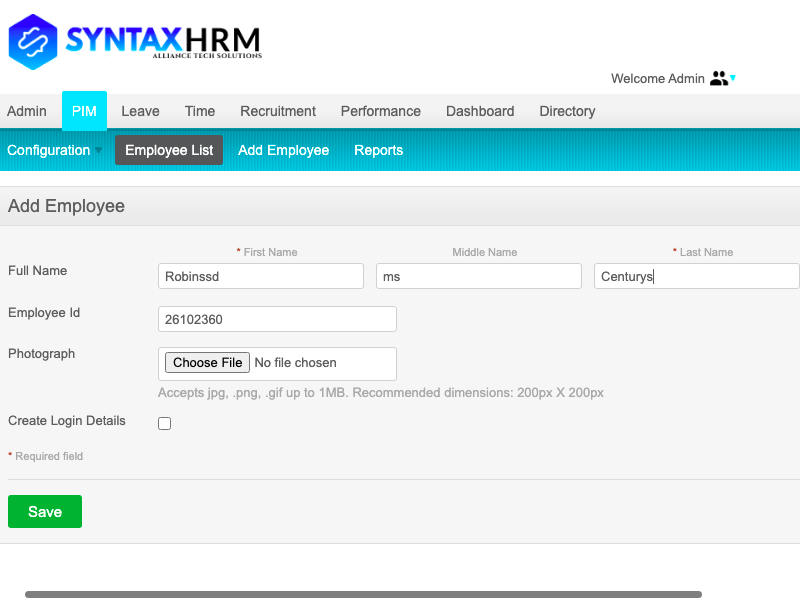 SYNTAXHRM
ALLIANCE TECH SOLUTIONS
Welcome Admin
Admin PIM Leave Time Recruitment Performance Dashboard Directory
Configuration Employee List Add Employee Reports
Add Employee
* First Name Middle Name * Last Name
Full Name Robinssd ms Centurys
Employee Id 26102360
Photograph Choose File No file chosen
Accepts jpg, .png, .gif up to 1MB. Recommended dimensions: 200px X 200px
Create Login Details
* Required field
Save